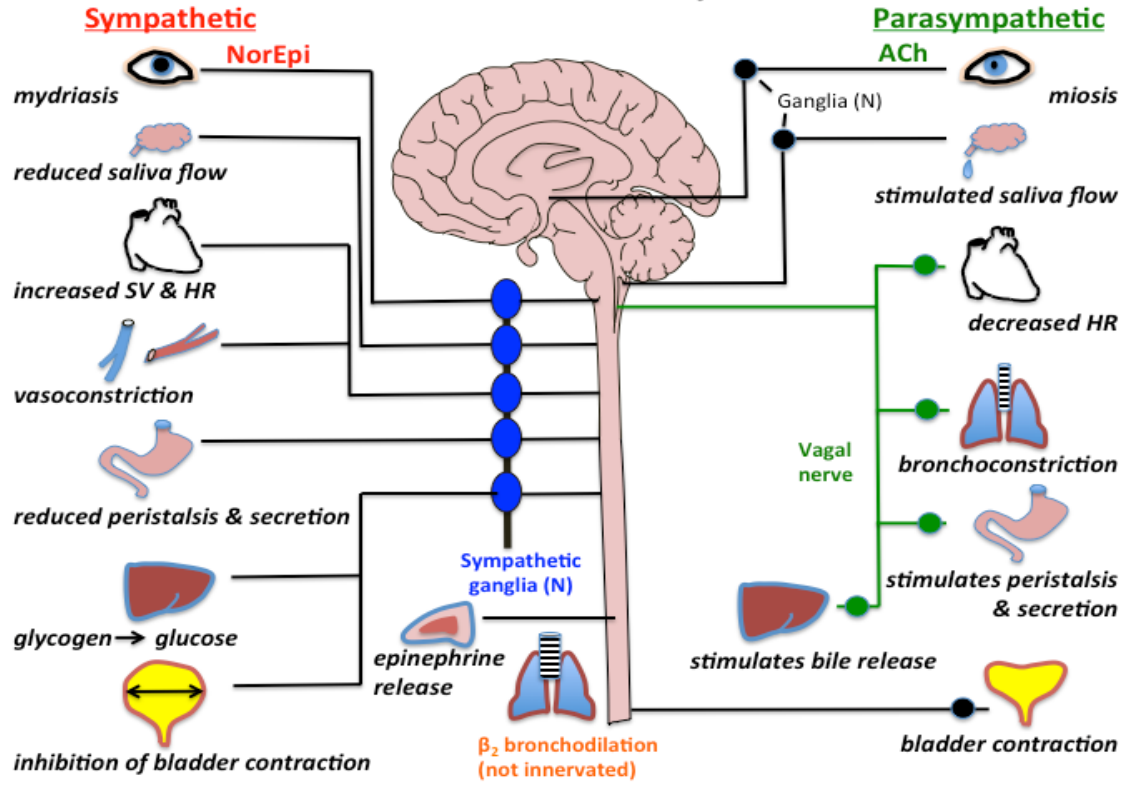 Sympathetic
NorEpi
mydriasis
reduced saliva flow
increased SV & HR
vasoconstriction
reduced peristalsis & secretion
glycogen → glucose
inhibition of bladder contraction
Sympathetic
ganglia (N)
epinephrine
release
β₂ bronchodilation
(not innervated)
Parasympathetic
ACh
Ganglia (N)
miosis
stimulated saliva flow
decreased HR
Vagal
nerve
bronchoconstriction
stimulates peristalsis
& secretion
stimulates bile release
bladder contraction